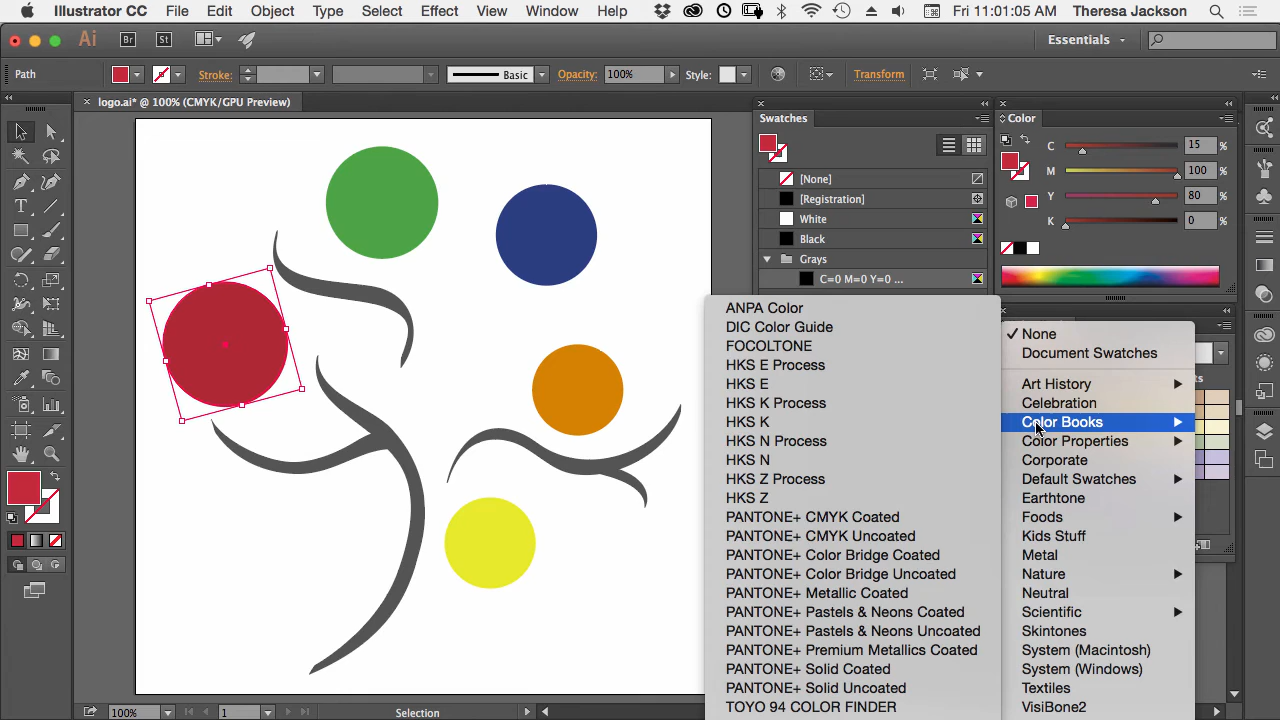 Illustrator CC File Edit Object Type Select Effect View Window Help Fri 11:01:05 AM Theresa Jackson
Ai Br St Essentials
Path Stroke: Basic Opacity: 100% Style: Transform
logo.ai* @ 100% (CMYK/GPU Preview)
Swatches
[None]
[Registration]
White
Black
Grays
C=0 M=0 Y=0 ...
Color
C 15 %
M 100 %
Y 80 %
K 0 %
ANPA Color
DIC Color Guide
FOCOLTONE
HKS E Process
HKS E
HKS K Process
HKS K
HKS N Process
HKS N
HKS Z Process
HKS Z
PANTONE+ CMYK Coated
PANTONE+ CMYK Uncoated
PANTONE+ Color Bridge Coated
PANTONE+ Color Bridge Uncoated
PANTONE+ Metallic Coated
PANTONE+ Pastels & Neons Coated
PANTONE+ Pastels & Neons Uncoated
PANTONE+ Premium Metallics Coated
PANTONE+ Solid Coated
PANTONE+ Solid Uncoated
TOYO 94 COLOR FINDER
None
Document Swatches
Art History
Celebration
Color Books
Color Properties
Corporate
Default Swatches
Earthtone
Foods
Kids Stuff
Metal
Nature
Neutral
Scientific
Skintones
System (Macintosh)
System (Windows)
Textiles
VisiBone2
100% 1 Selection